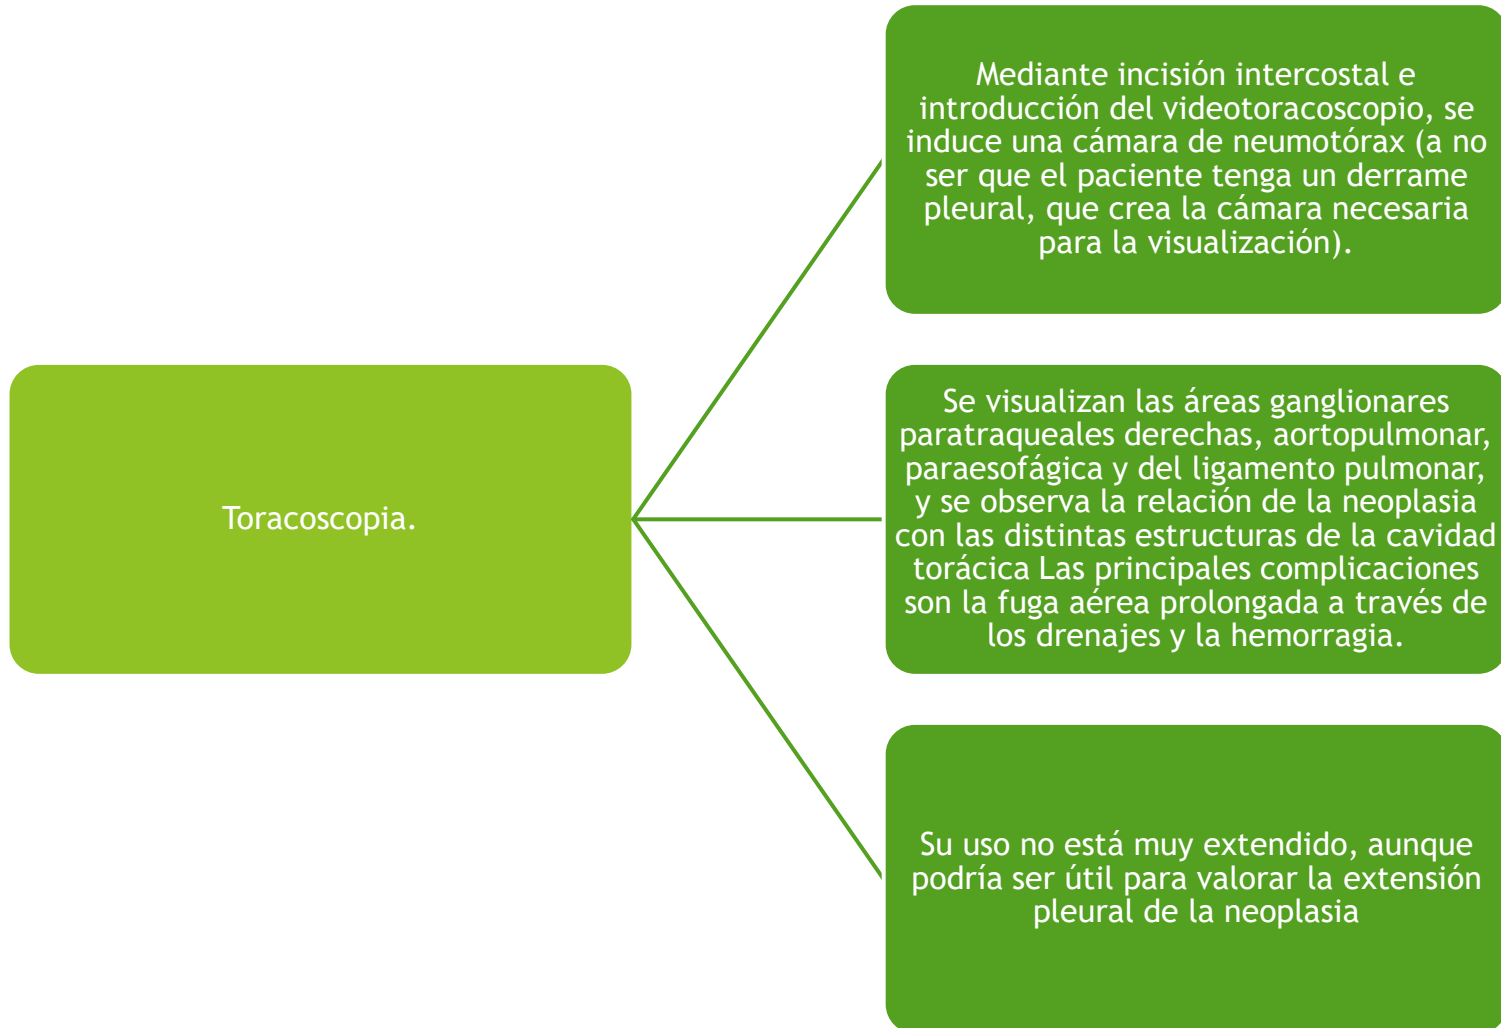 Toracoscopia.
Mediante incisión intercostal e
introducción del videotoracoscopio, se
induce una cámara de neumotórax (a no
ser que el paciente tenga un derrame
pleural, que crea la cámara necesaria
para la visualización).
Se visualizan las áreas ganglionares
paratraqueales derechas, aortopulmonar,
paraesofágica y del ligamento pulmonar,
y se observa la relación de la neoplasia
con las distintas estructuras de la cavidad
torácica Las principales complicaciones
son la fuga aérea prolongada a través de
los drenajes y la hemorragia.
Su uso no está muy extendido, aunque
podría ser útil para valorar la extensión
pleural de la neoplasia